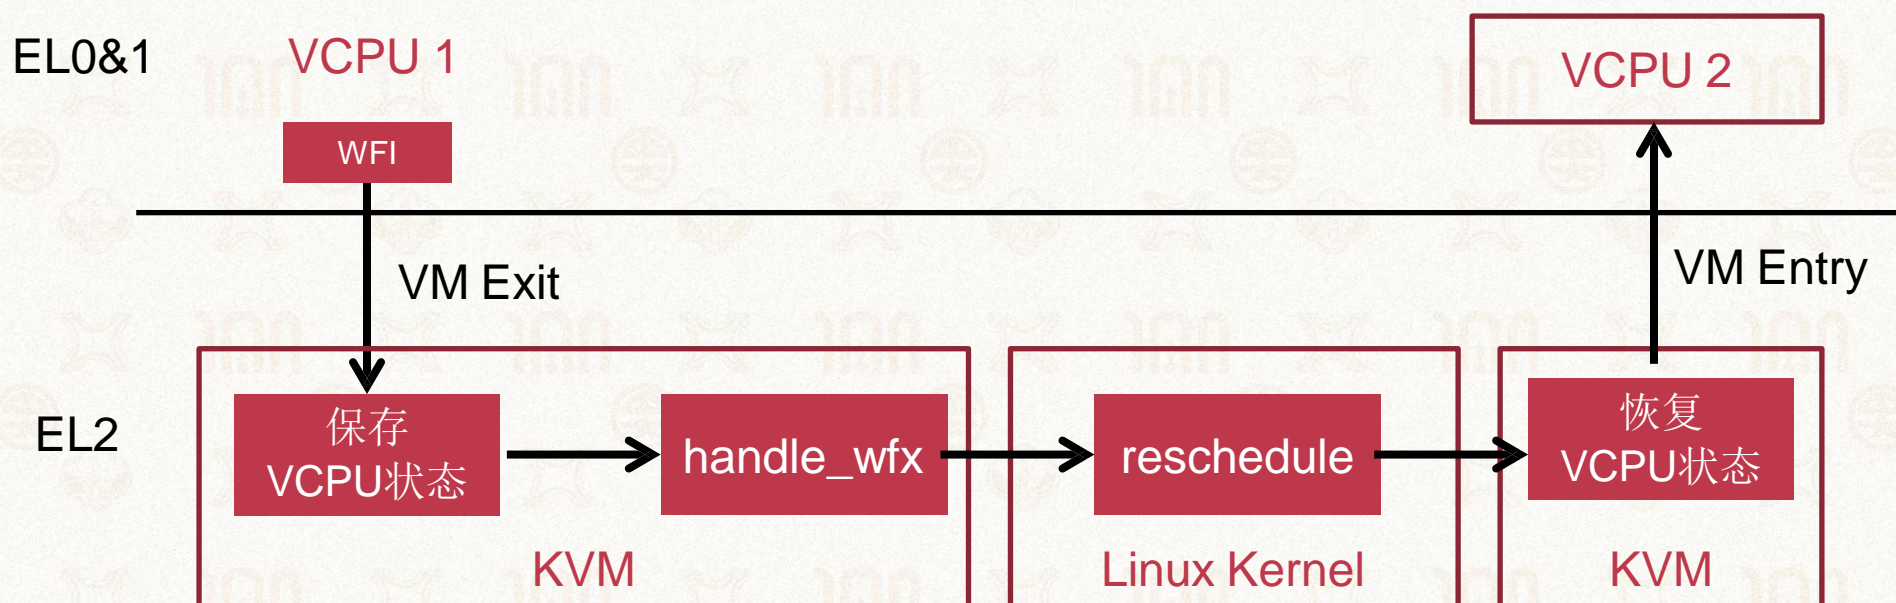 EL0&1
VCPU 1
VCPU 2
WFI
VM Exit
VM Entry
EL2
保存
VCPU状态
handle_wfx
reschedule
恢复
VCPU状态
KVM
Linux Kernel
KVM